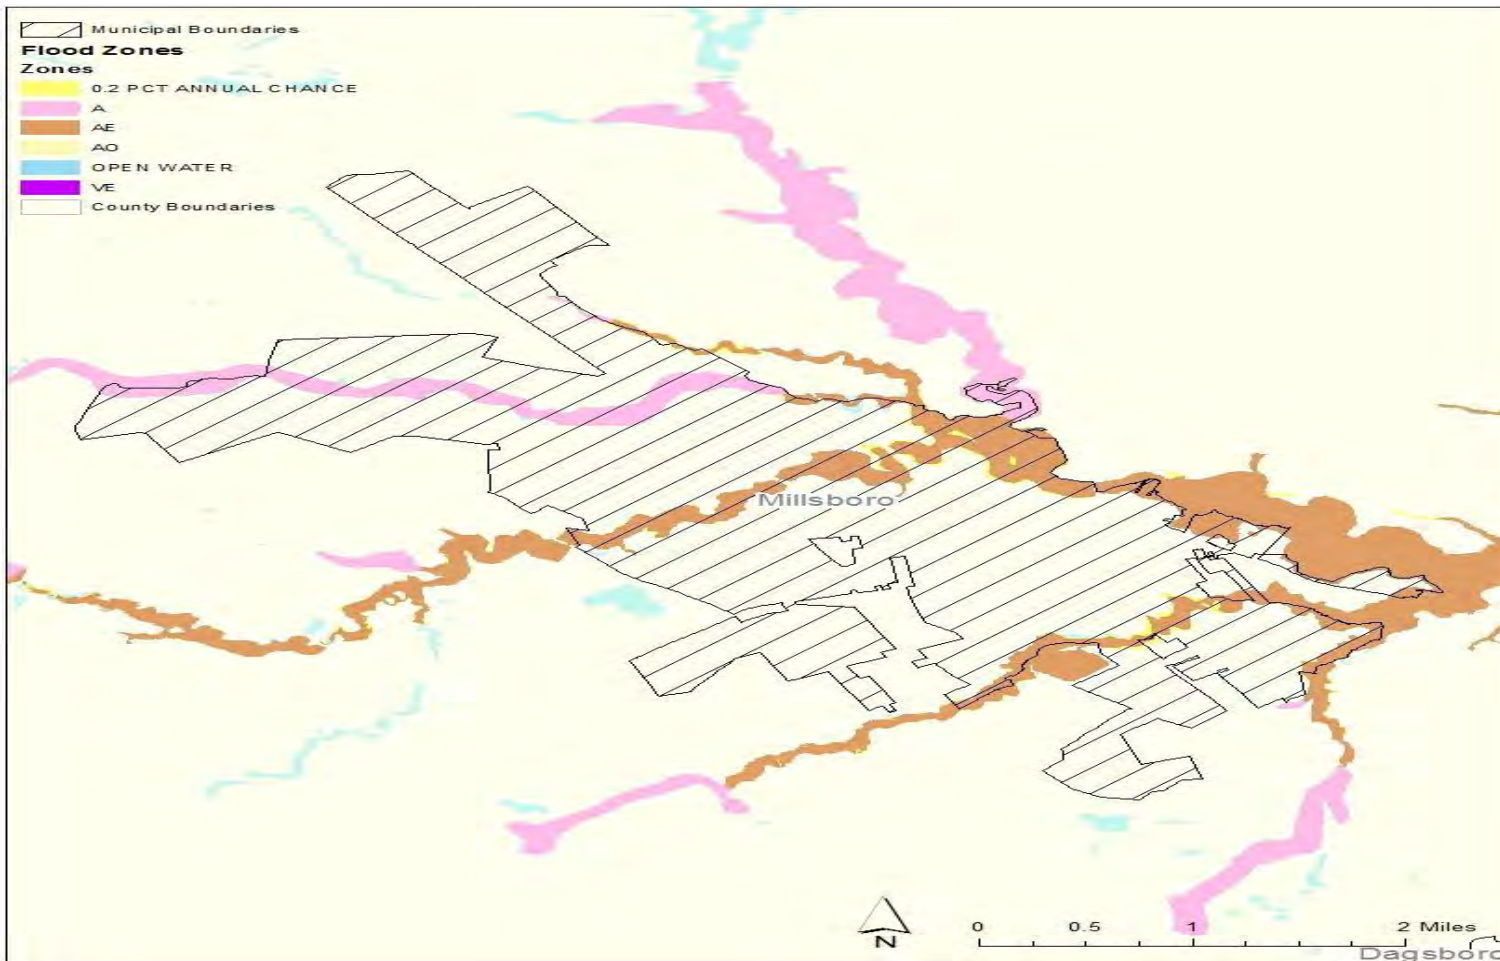 Municipal Boundaries
Flood Zones
Zones
0.2 PCT ANNUAL CHANCE
A
AE
AO
OPEN WATER
VE
County Boundaries
Millsboro
N
0 0.5 1 2 Miles
Dagsboro